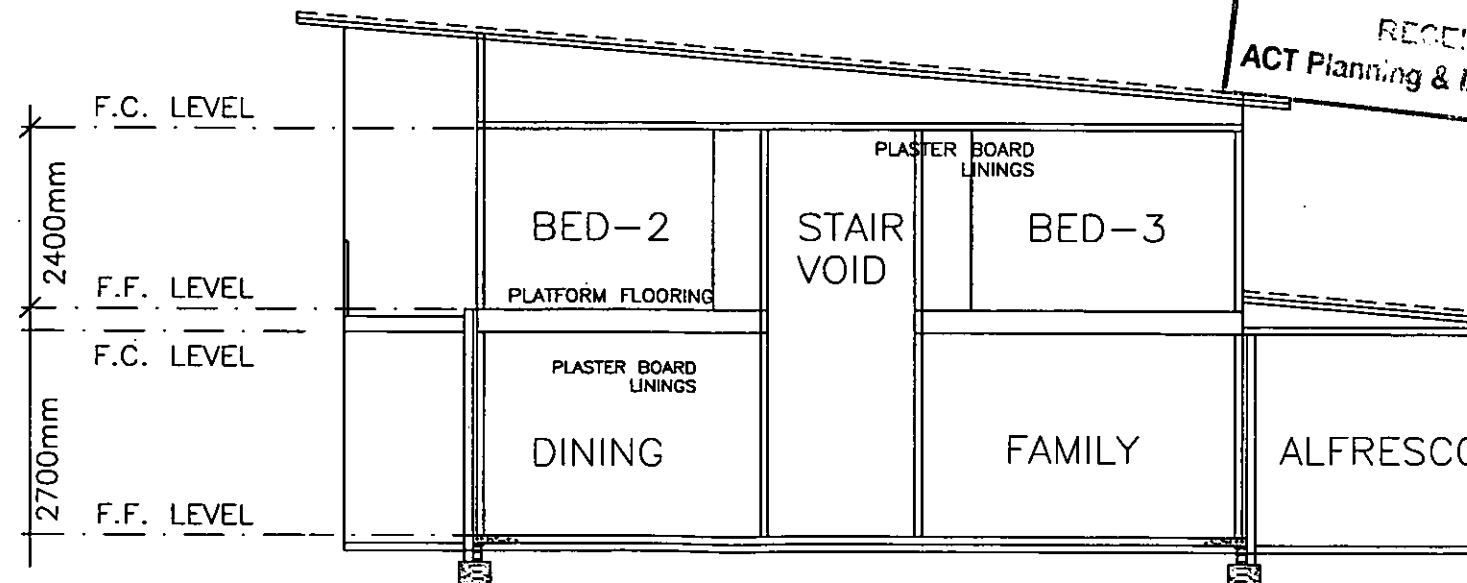 ACT Planning &
F.C. LEVEL
PLASTER BOARD
LININGS
2400mm
BED-2
STAIR
VOID
BED-3
F.F. LEVEL
PLATFORM FLOORING
F.C. LEVEL
PLASTER BOARD
LININGS
2700mm
DINING
FAMILY
ALFRESCO
F.F. LEVEL